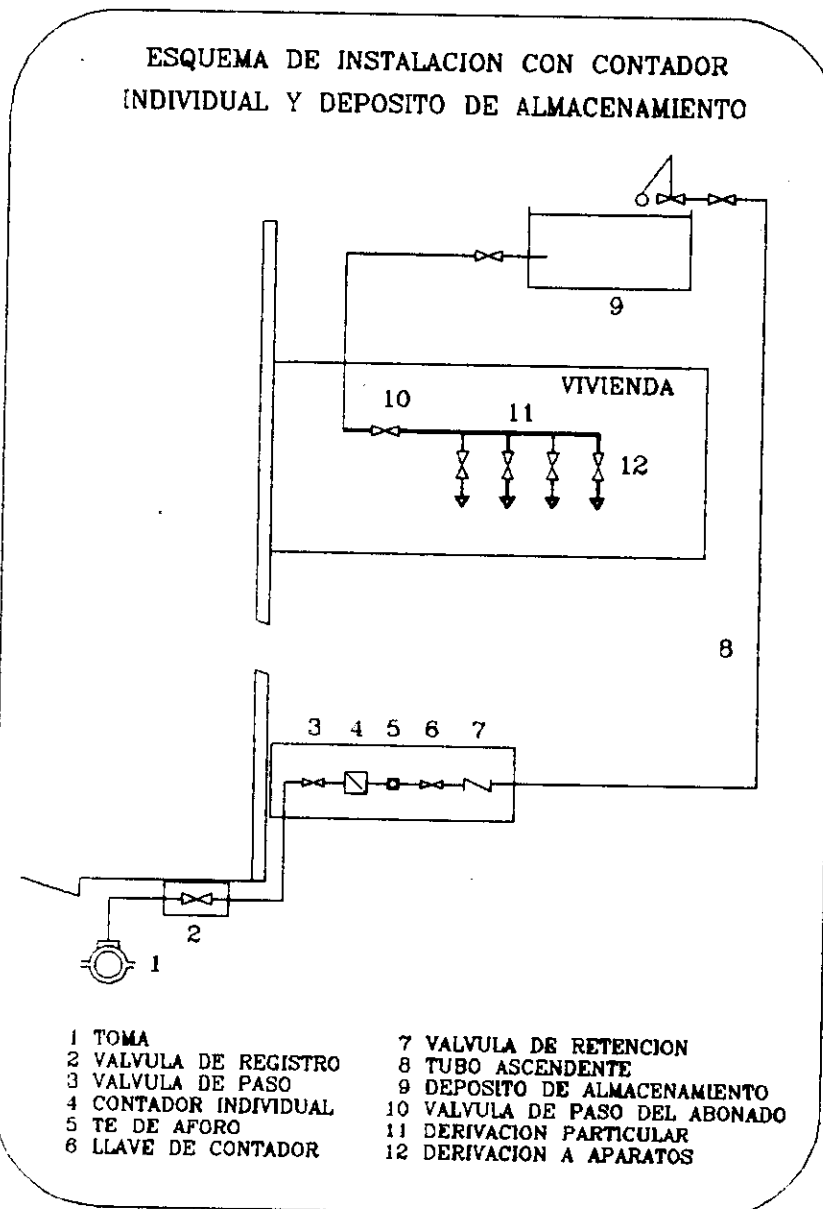 ESQUEMA DE INSTALACION CON CONTADOR
INDIVIDUAL Y DEPOSITO DE ALMACENAMIENTO
9
VIVIENDA
10
11
12
8
3 4 5 6 7
2
1
1 TOMA
2 VALVULA DE REGISTRO
3 VALVULA DE PASO
4 CONTADOR INDIVIDUAL
5 TE DE AFORO
6 LLAVE DE CONTADOR
7 VALVULA DE RETENCION
8 TUBO ASCENDENTE
9 DEPOSITO DE ALMACENAMIENTO
10 VALVULA DE PASO DEL ABONADO
11 DERIVACION PARTICULAR
12 DERIVACION A APARATOS